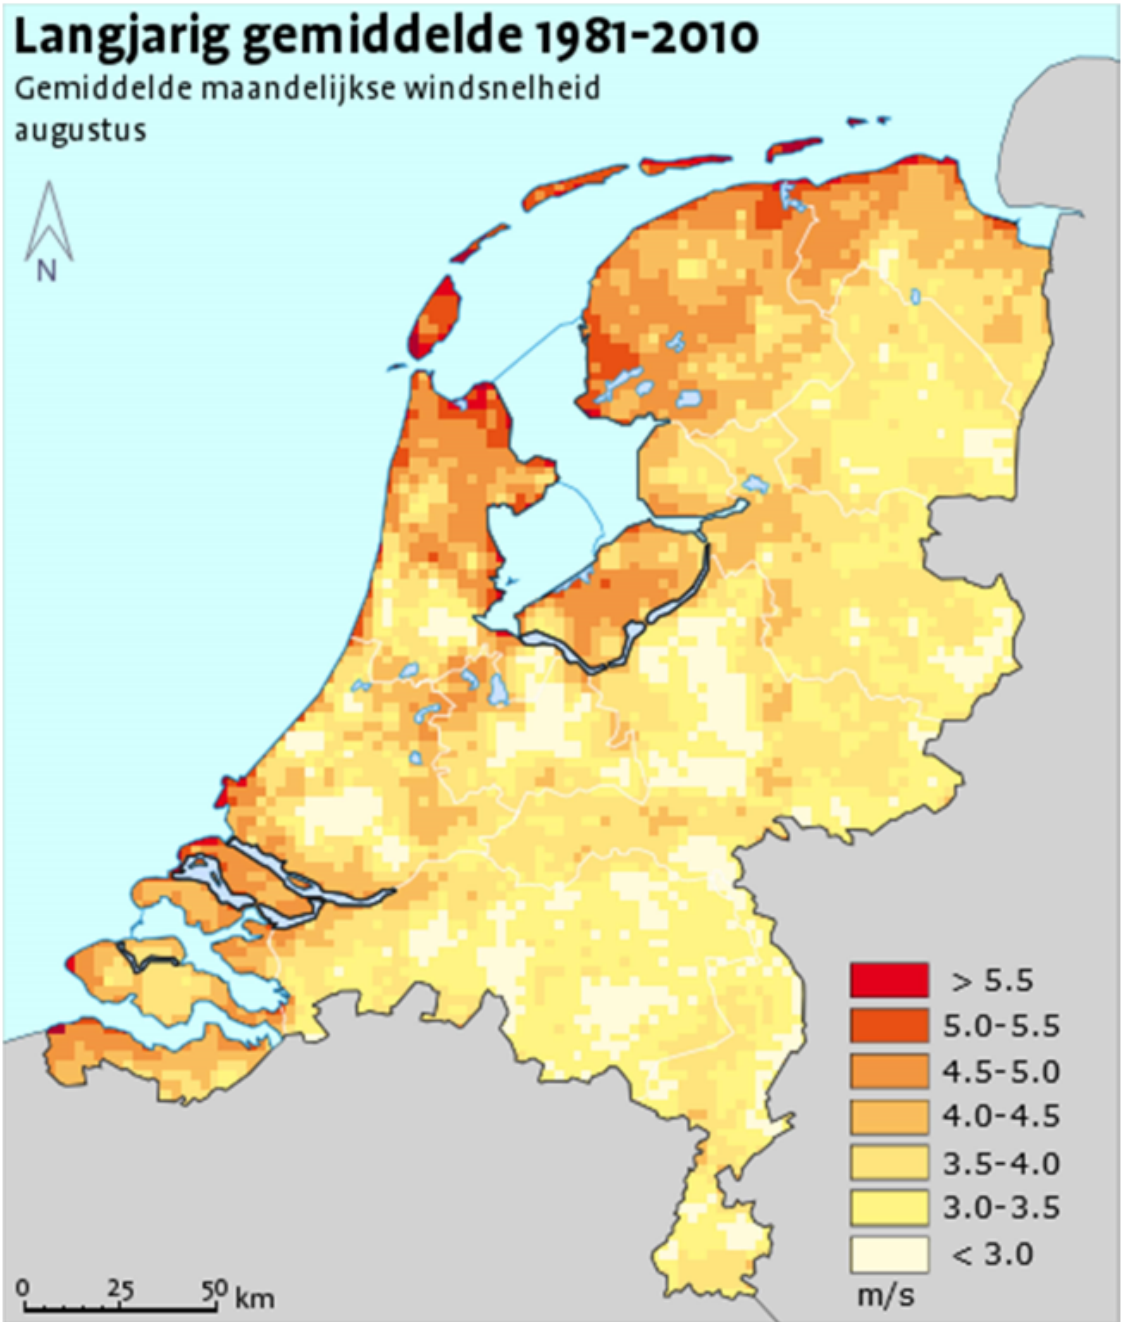 Langjarig gemiddelde 1981-2010
Gemiddelde maandelijkse windsnelheid
augustus
N
> 5.5
5.0-5.5
4.5-5.0
4.0-4.5
3.5-4.0
3.0-3.5
< 3.0
m/s
0 25 50 km